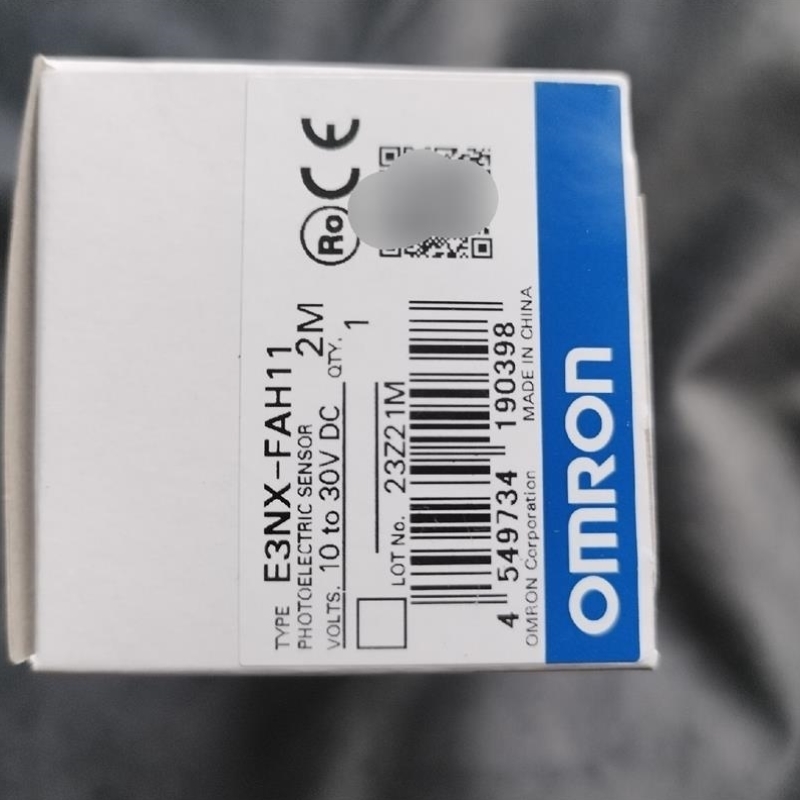 TYPE E3NX-FAH11
PHOTOELECTRIC SENSOR 2M
VOLTS. 10 to 30V DC QTY. 1
LOT No. 23Z21M
4 549734 190398
OMRON Corporation MADE IN CHINA
OMRON
CE
Ro